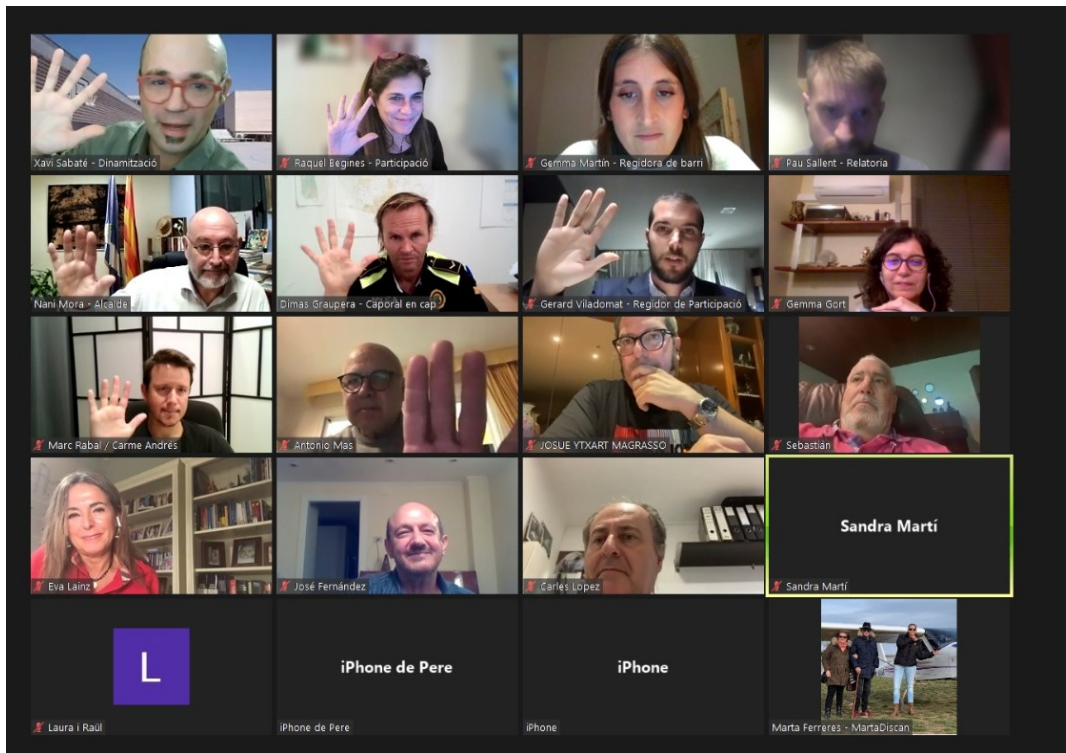 Xavi Sabaté - Dinamització
Raquel Begines - Participació
Gemma Martín - Regidora de barri
Pau Sallent - Relatoria
Nani Mora - Alcalde
Dimas Graupera - Caporal en cap
Gerard Viladomat - Regidor de Participació
Gemma Gort
Marc Rabal / Carme Andrés
Antonio Mas
JOSUE YTXART MAGRASSO
Sebastián
Eva Lainz
José Fernández
Carles Lopez
Sandra Martí
Sandra Martí
L
Laura i Raül
iPhone de Pere
iPhone de Pere
iPhone
iPhone
Marta Ferreres - MartaDiscan